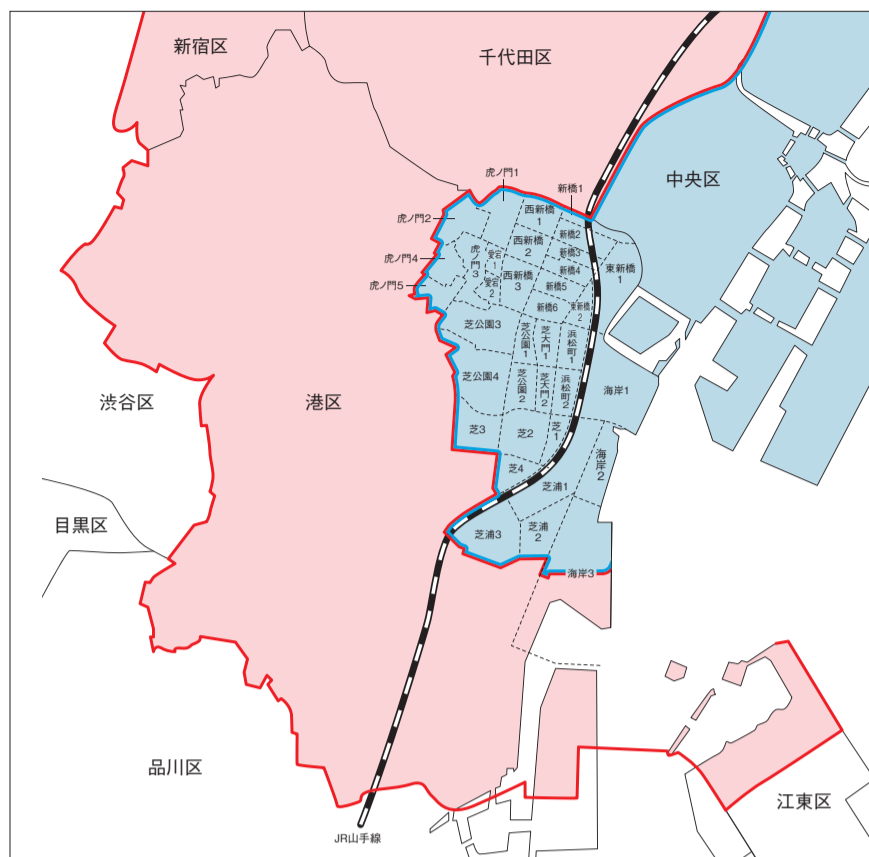 新宿区
千代田区
中央区
虎ノ門1
新橋1
虎ノ門2
西新橋
1
新橋2
虎ノ門4
虎ノ門3
愛宕
1
西新橋
2
新橋3
東新橋
1
虎ノ門5
愛宕
2
西新橋
3
新橋4
新橋5
新橋6
東新橋
2
芝公園3
芝公園1
芝大門1
浜松町1
芝公園4
芝公園2
芝大門2
浜松町2
海岸1
渋谷区
港区
芝3
芝2
芝1
海岸2
芝4
芝浦1
目黒区
芝浦3
芝浦
2
海岸3
品川区
江東区
JR山手線